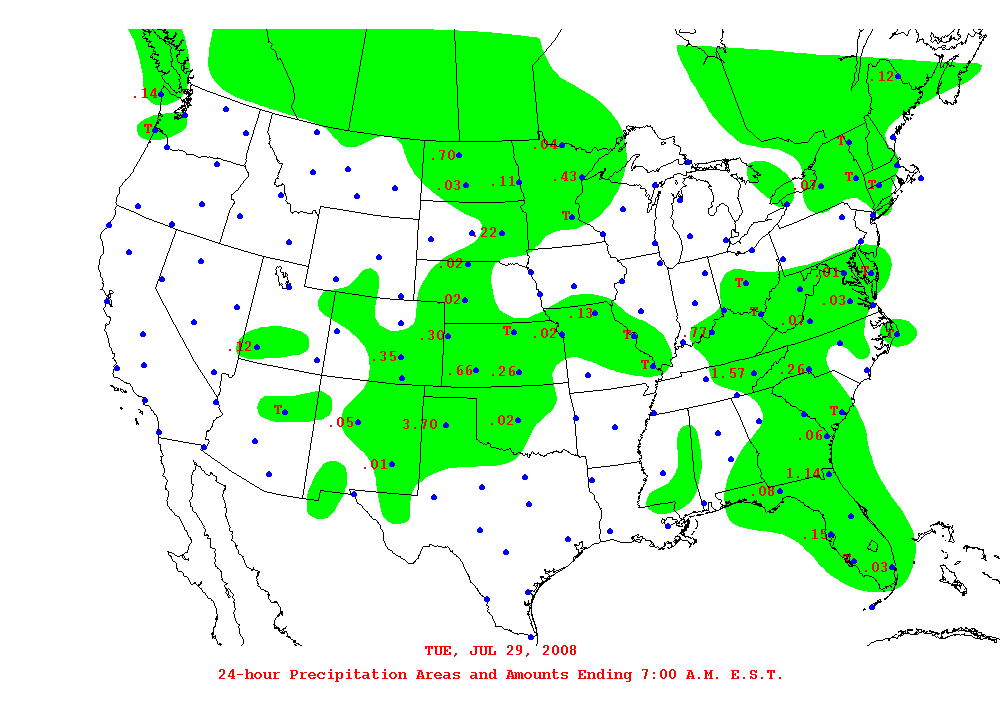 .12
.14
T
T
.04
.70
.43
.03
.11
.07
T
T
T
.22
.02
.01
T
T
.02
.13
T
.03
.02
.30
T
.02
T
.77
T
.12
.35
T
.66
.26
1.57
.26
T
T
.05
3.70
.02
.06
.01
1.14
.08
.15
T
.03
TUE, JUL 29, 2008
24-hour Precipitation Areas and Amounts Ending 7:00 A.M. E.S.T.